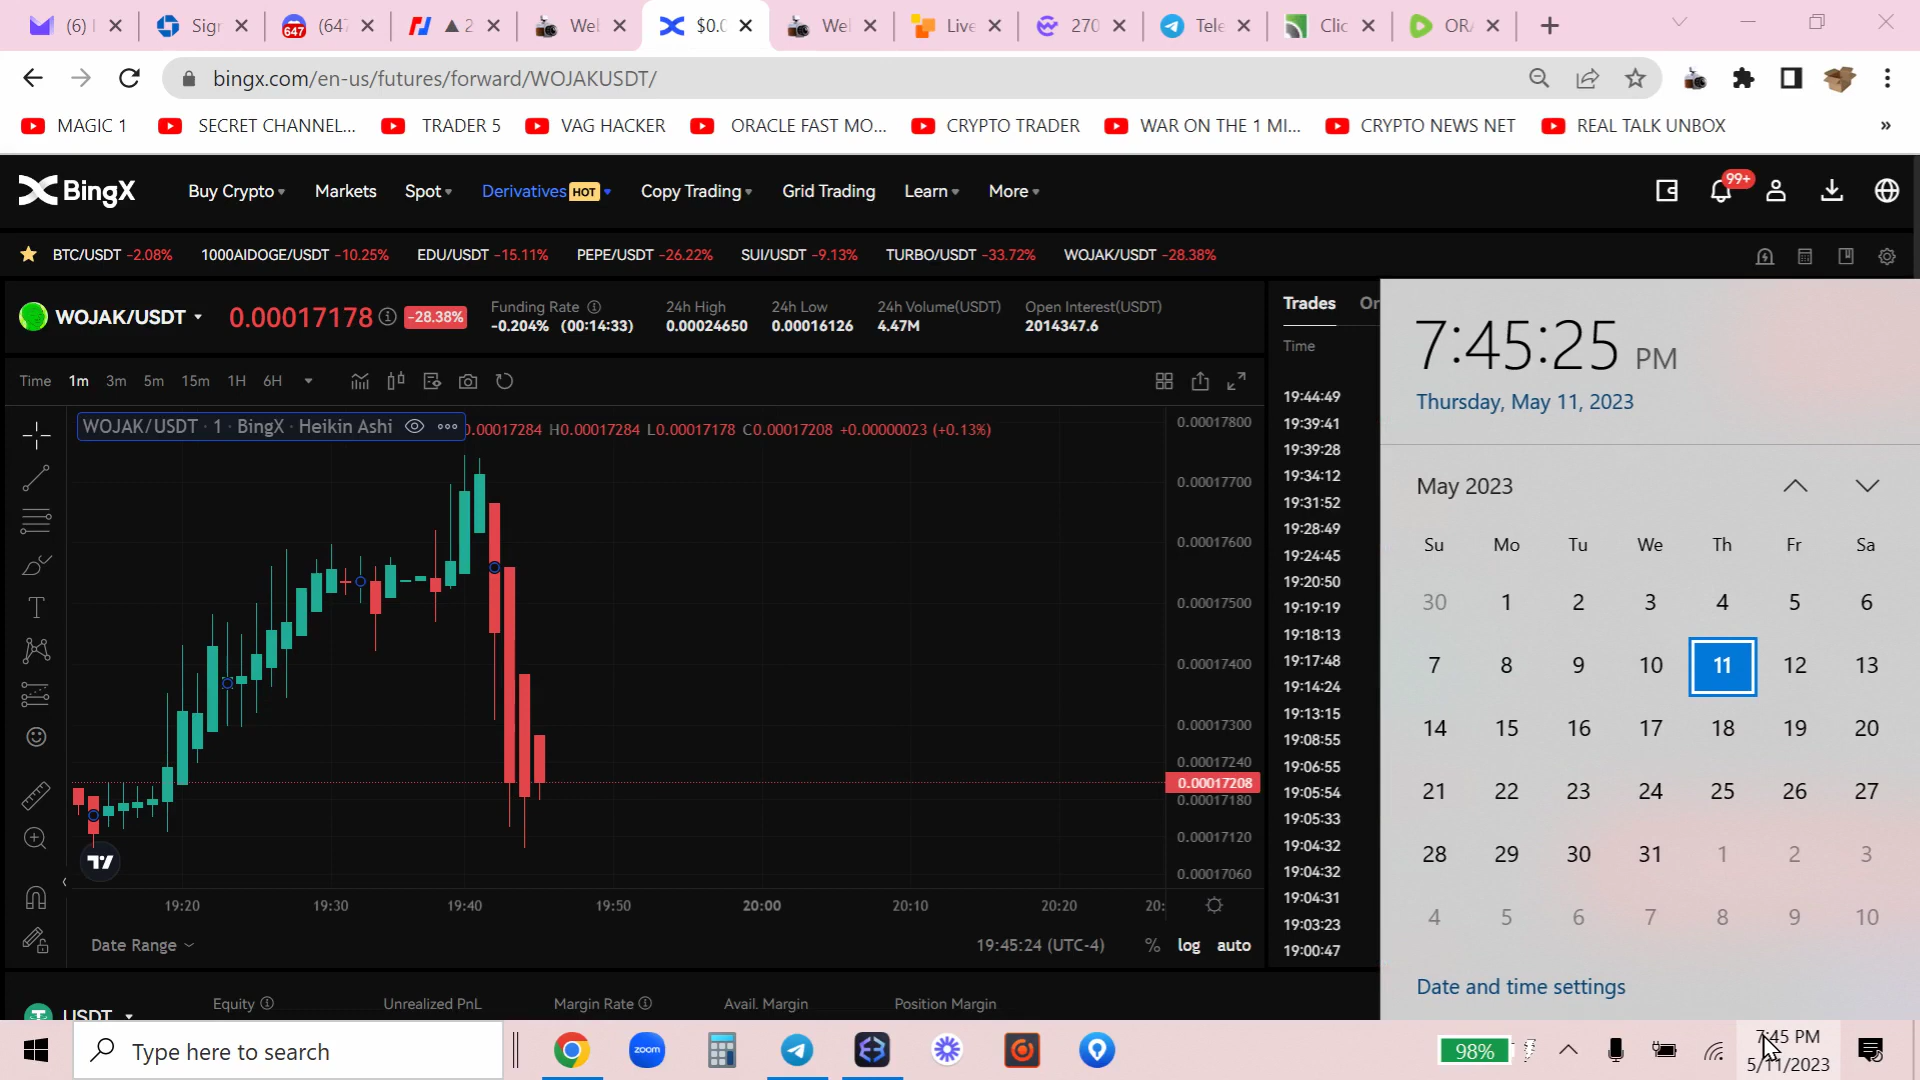 (6)
Sign
647
(647
▲ 2
Wel
$0.0
Wel
Live
270
Tele
Clic
ORA
bingx.com/en-us/futures/forward/WOJAKUSDT/
MAGIC 1
SECRET CHANNEL...
TRADER 5
VAG HACKER
ORACLE FAST MO...
CRYPTO TRADER
WAR ON THE 1 MI...
CRYPTO NEWS NET
REAL TALK UNBOX
»
BingX
Buy Crypto
Markets
Spot
Derivatives HOT
Copy Trading
Grid Trading
Learn
More
99+
BTC/USDT -2.08%
1000AIDOGE/USDT -10.25%
EDU/USDT -15.11%
PEPE/USDT -26.22%
SUI/USDT -9.13%
TURBO/USDT -33.72%
WOJAK/USDT -28.38%
WOJAK/USDT
0.00017178
-28.38%
Funding Rate
-0.204% (00:14:33)
24h High
0.00024650
24h Low
0.00016126
24h Volume(USDT)
4.47M
Open Interest(USDT)
2014347.6
Time
1m
3m
5m
15m
1H
6H
WOJAK/USDT · 1 · BingX · Heikin Ashi
0.00017284 H0.00017284 L0.00017178 C0.00017208 +0.00000023 (+0.13%)
0.00017800
0.00017700
0.00017600
0.00017500
0.00017400
0.00017300
0.00017240
0.00017208
0.00017180
0.00017120
0.00017060
19:20
19:30
19:40
19:50
20:00
20:10
20:20
20:
Date Range
19:45:24 (UTC-4)
%
log
auto
Trades
Or
Time
19:44:49
19:39:41
19:39:28
19:34:12
19:31:52
19:28:49
19:24:45
19:20:50
19:19:19
19:18:13
19:17:48
19:14:24
19:13:15
19:08:55
19:06:55
19:05:54
19:05:33
19:04:32
19:04:32
19:04:31
19:03:23
19:00:47
7:45:25 PM
Thursday, May 11, 2023
May 2023
Su Mo Tu We Th Fr Sa
30 1 2 3 4 5 6
7 8 9 10 11 12 13
14 15 16 17 18 19 20
21 22 23 24 25 26 27
28 29 30 31 1 2 3
4 5 6 7 8 9 10
Date and time settings
USDT
Equity
Unrealized PnL
Margin Rate
Avail. Margin
Position Margin
Type here to search
zoom
98%
7:45 PM
5/11/2023